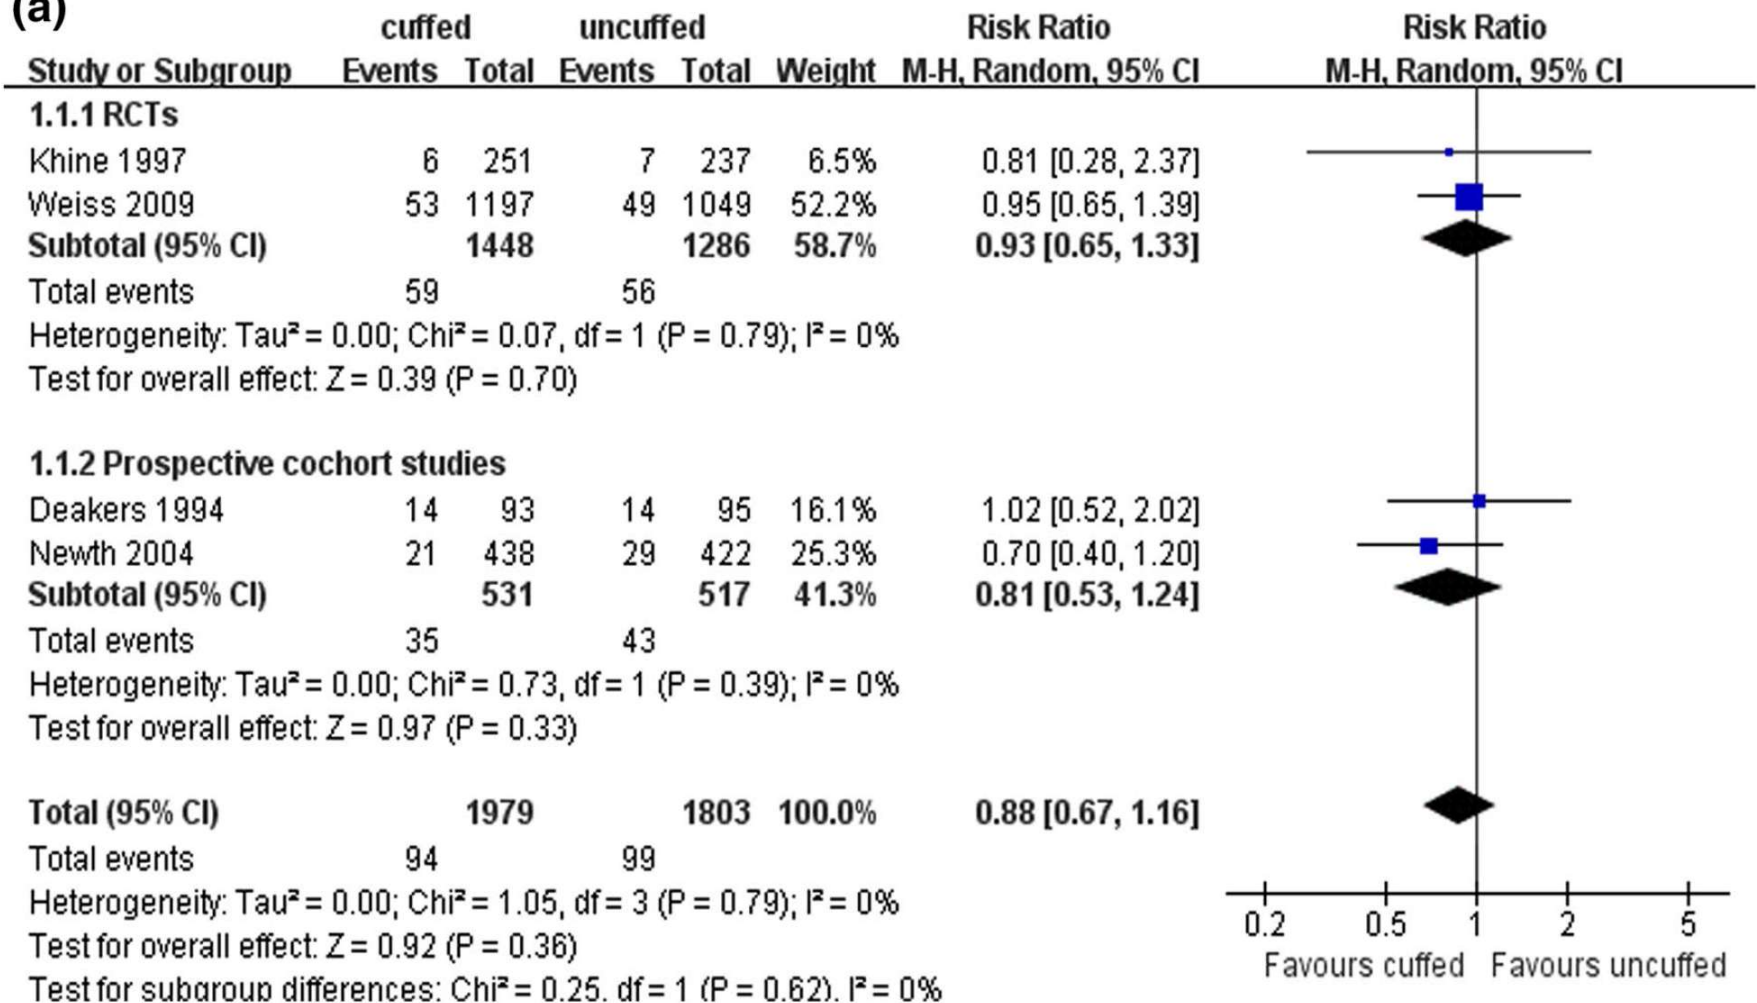 (a)
cuffed uncuffed Risk Ratio Risk Ratio
Study or Subgroup Events Total Events Total Weight M-H, Random, 95% CI M-H, Random, 95% CI
1.1.1 RCTs
Khine 1997 6 251 7 237 6.5% 0.81 [0.28, 2.37]
Weiss 2009 53 1197 49 1049 52.2% 0.95 [0.65, 1.39]
Subtotal (95% CI) 1448 1286 58.7% 0.93 [0.65, 1.33]
Total events 59 56
Heterogeneity: Tau² = 0.00; Chi² = 0.07, df = 1 (P = 0.79); I² = 0%
Test for overall effect: Z = 0.39 (P = 0.70)
1.1.2 Prospective cochort studies
Deakers 1994 14 93 14 95 16.1% 1.02 [0.52, 2.02]
Newth 2004 21 438 29 422 25.3% 0.70 [0.40, 1.20]
Subtotal (95% CI) 531 517 41.3% 0.81 [0.53, 1.24]
Total events 35 43
Heterogeneity: Tau² = 0.00; Chi² = 0.73, df = 1 (P = 0.39); I² = 0%
Test for overall effect: Z = 0.97 (P = 0.33)
Total (95% CI) 1979 1803 100.0% 0.88 [0.67, 1.16]
Total events 94 99
Heterogeneity: Tau² = 0.00; Chi² = 1.05, df = 3 (P = 0.79); I² = 0%
Test for overall effect: Z = 0.92 (P = 0.36)
Test for subgroup differences: Chi² = 0.25. df = 1 (P = 0.62). I² = 0%
0.2 0.5 1 2 5
Favours cuffed Favours uncuffed